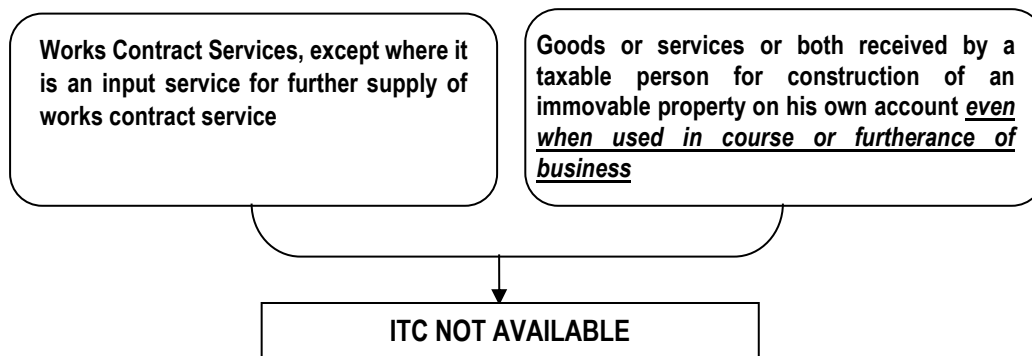 Works Contract Services, except where it
is an input service for further supply of
works contract service
Goods or services or both received by a
taxable person for construction of an
immovable property on his own account even
when used in course or furtherance of
business
ITC NOT AVAILABLE